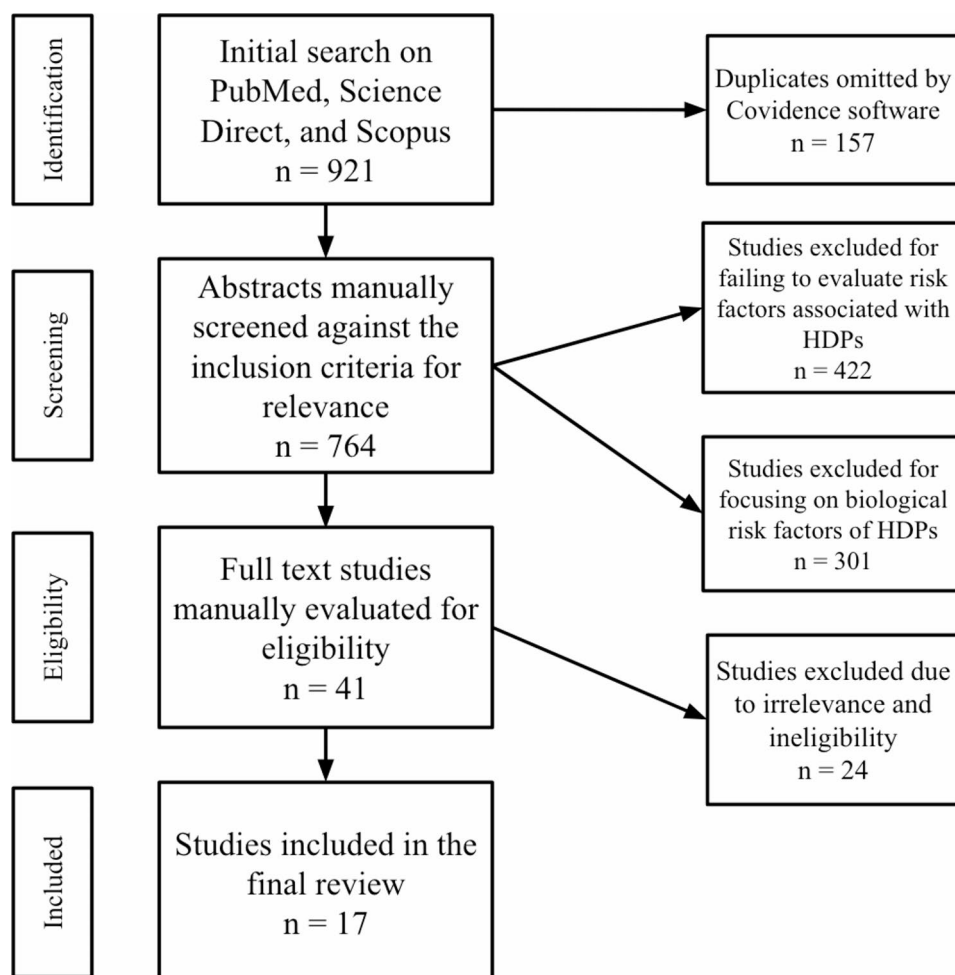 Identification
Initial search on
PubMed, Science
Direct, and Scopus
n = 921
Duplicates omitted by
Covidence software
n = 157
Screening
Abstracts manually
screened against the
inclusion criteria for
relevance
n = 764
Studies excluded for
failing to evaluate risk
factors associated with
HDPs
n = 422
Studies excluded for
focusing on biological
risk factors of HDPs
n = 301
Eligibility
Full text studies
manually evaluated for
eligibility
n = 41
Studies excluded due
to irrelevance and
ineligibility
n = 24
Included
Studies included in the
final review
n = 17